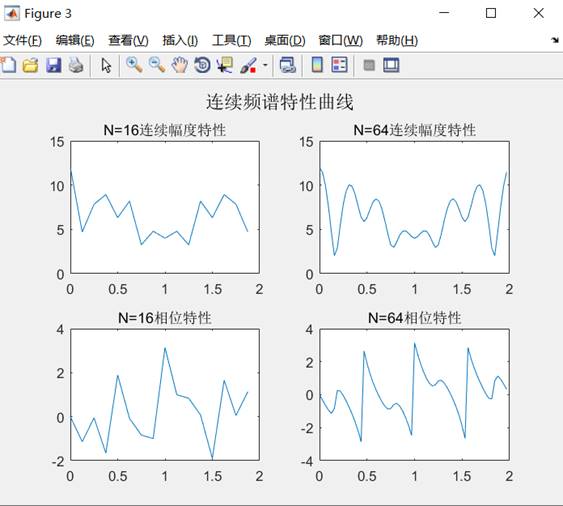 Figure 3
文件(F) 编辑(E) 查看(V) 插入(I) 工具(T) 桌面(D) 窗口(W) 帮助(H)
连续频谱特性曲线
N=16连续幅度特性
15
10
5
0
0 0.5 1 1.5 2
N=64连续幅度特性
15
10
5
0
0 0.5 1 1.5 2
N=16相位特性
4
2
0
-2
0 0.5 1 1.5 2
N=64相位特性
4
2
0
-2
-4
0 0.5 1 1.5 2